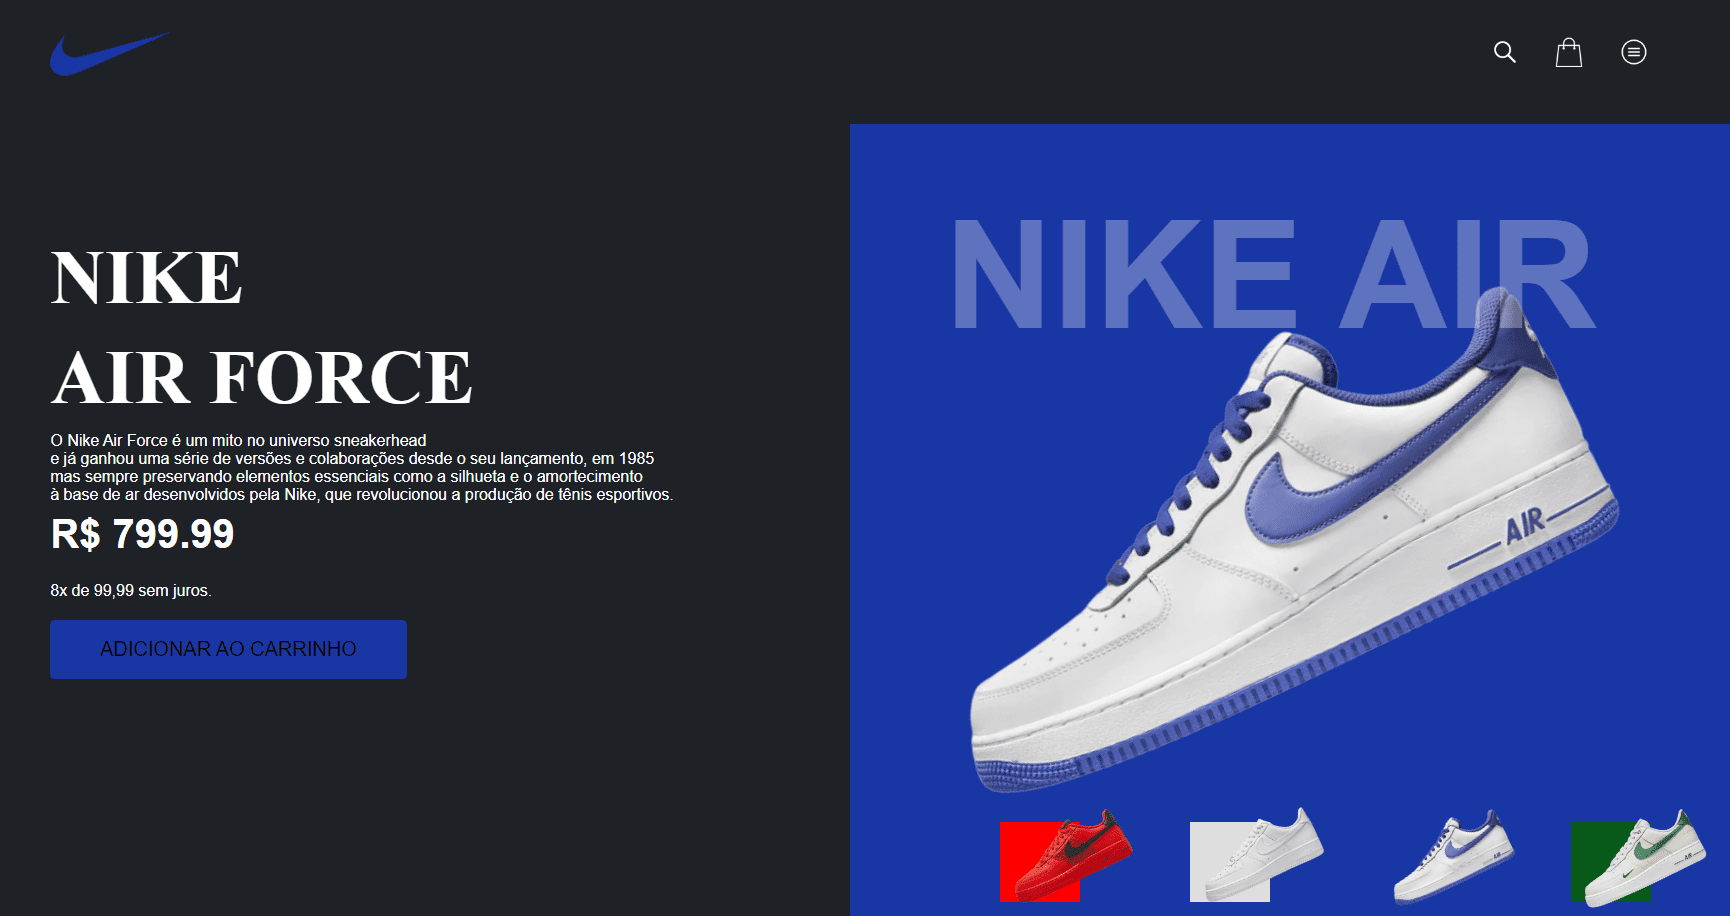 NIKE
AIR FORCE
O Nike Air Force é um mito no universo sneakerhead
e já ganhou uma série de versões e colaborações desde o seu lançamento, em 1985
mas sempre preservando elementos essenciais como a silhueta e o amortecimento
à base de ar desenvolvidos pela Nike, que revolucionou a produção de tênis esportivos.
R$ 799.99
8x de 99,99 sem juros.
ADICIONAR AO CARRINHO
NIKE AIR
AIR